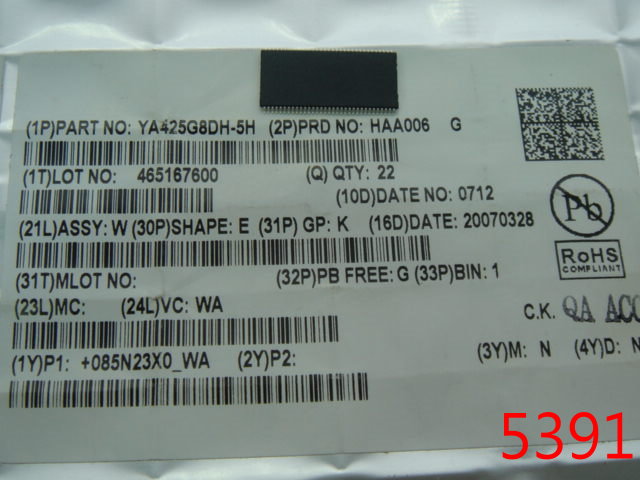 (1P)PART NO: YA425G8DH-5H (2P)PRD NO: HAA006 G
(1T)LOT NO: 465167600 (Q) QTY: 22
(10D)DATE NO: 0712
(21L)ASSY: W (30P)SHAPE: E (31P) GP: K (16D)DATE: 20070328
Pb
RoHS
COMPLIANT
(31T)MLOT NO: (32P)PB FREE: G (33P)BIN: 1
(23L)MC: (24L)VC: WA
C.K. QA ACC
(1Y)P1: +085N23X0_WA (2Y)P2: (3Y)M: N (4Y)D: N
5391